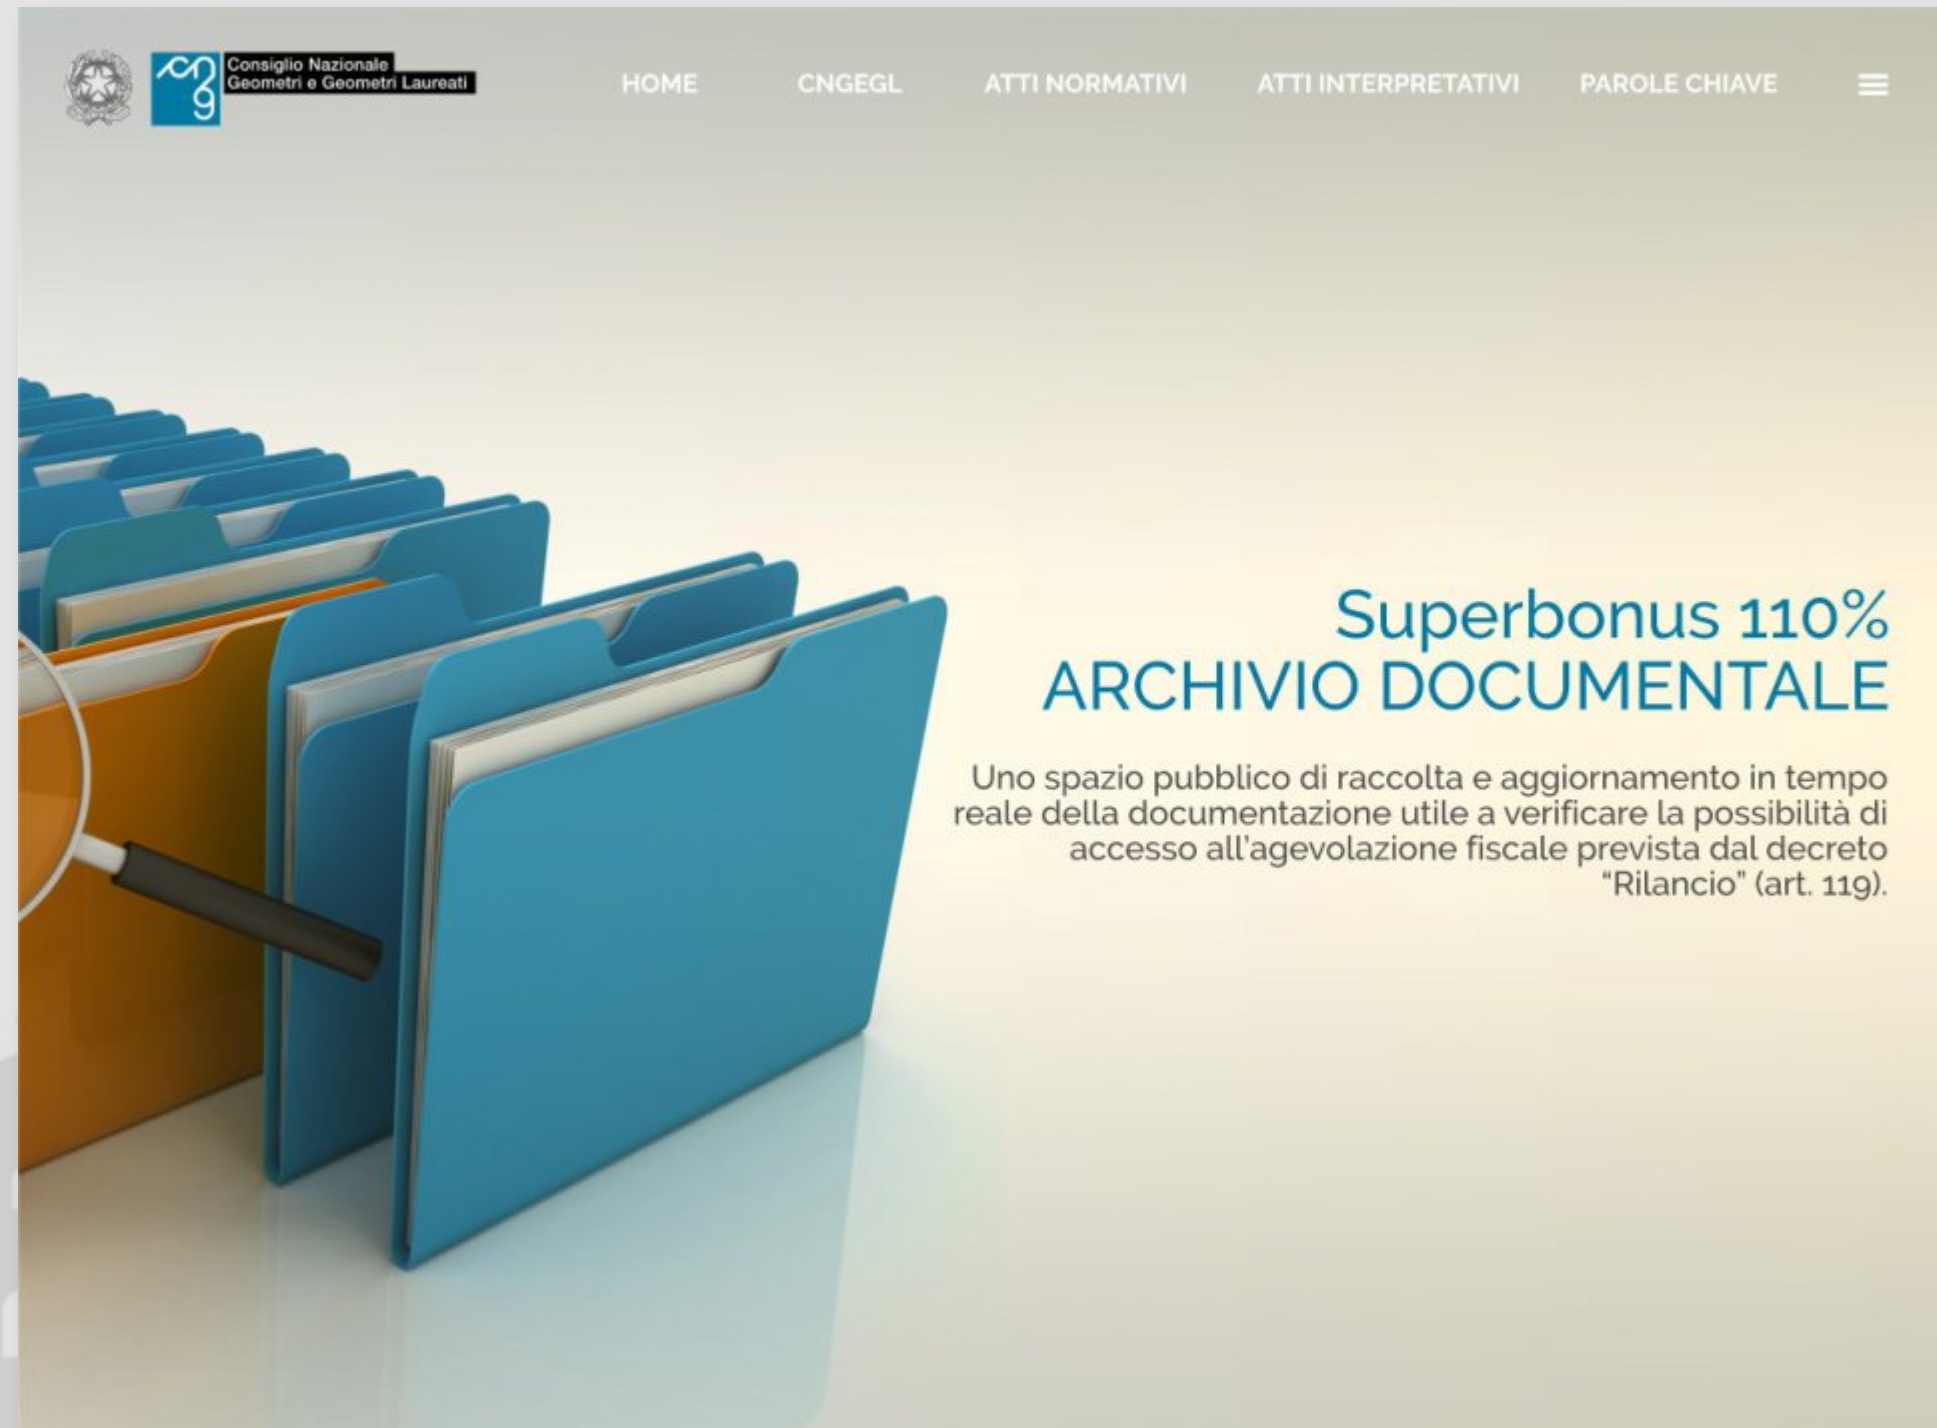 Consiglio Nazionale
Geometri e Geometri Laureati
HOME
CNGEGL
ATTI NORMATIVI
ATTI INTERPRETATIVI
PAROLE CHIAVE
Superbonus 110%
ARCHIVIO DOCUMENTALE
Uno spazio pubblico di raccolta e aggiornamento in tempo
reale della documentazione utile a verificare la possibilità di
accesso all'agevolazione fiscale prevista dal decreto
“Rilancio” (art. 119).